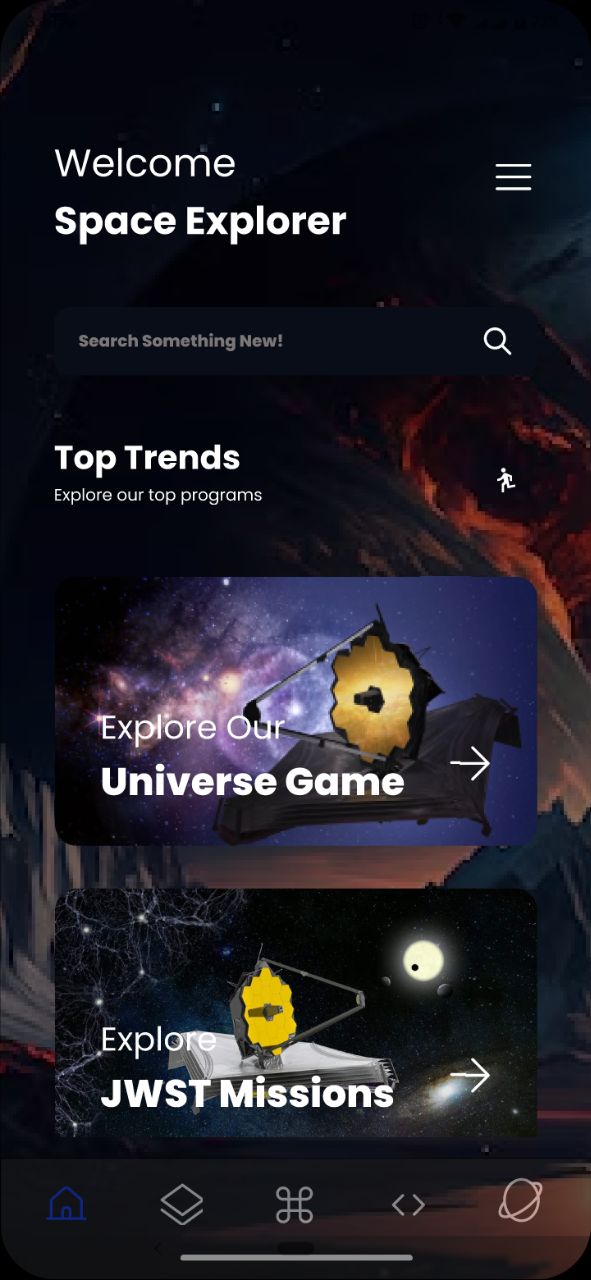 Welcome
Space Explorer
Search Something New!
Top Trends
Explore our top programs
Explore Our
Universe Game
Explore
JWST Missions